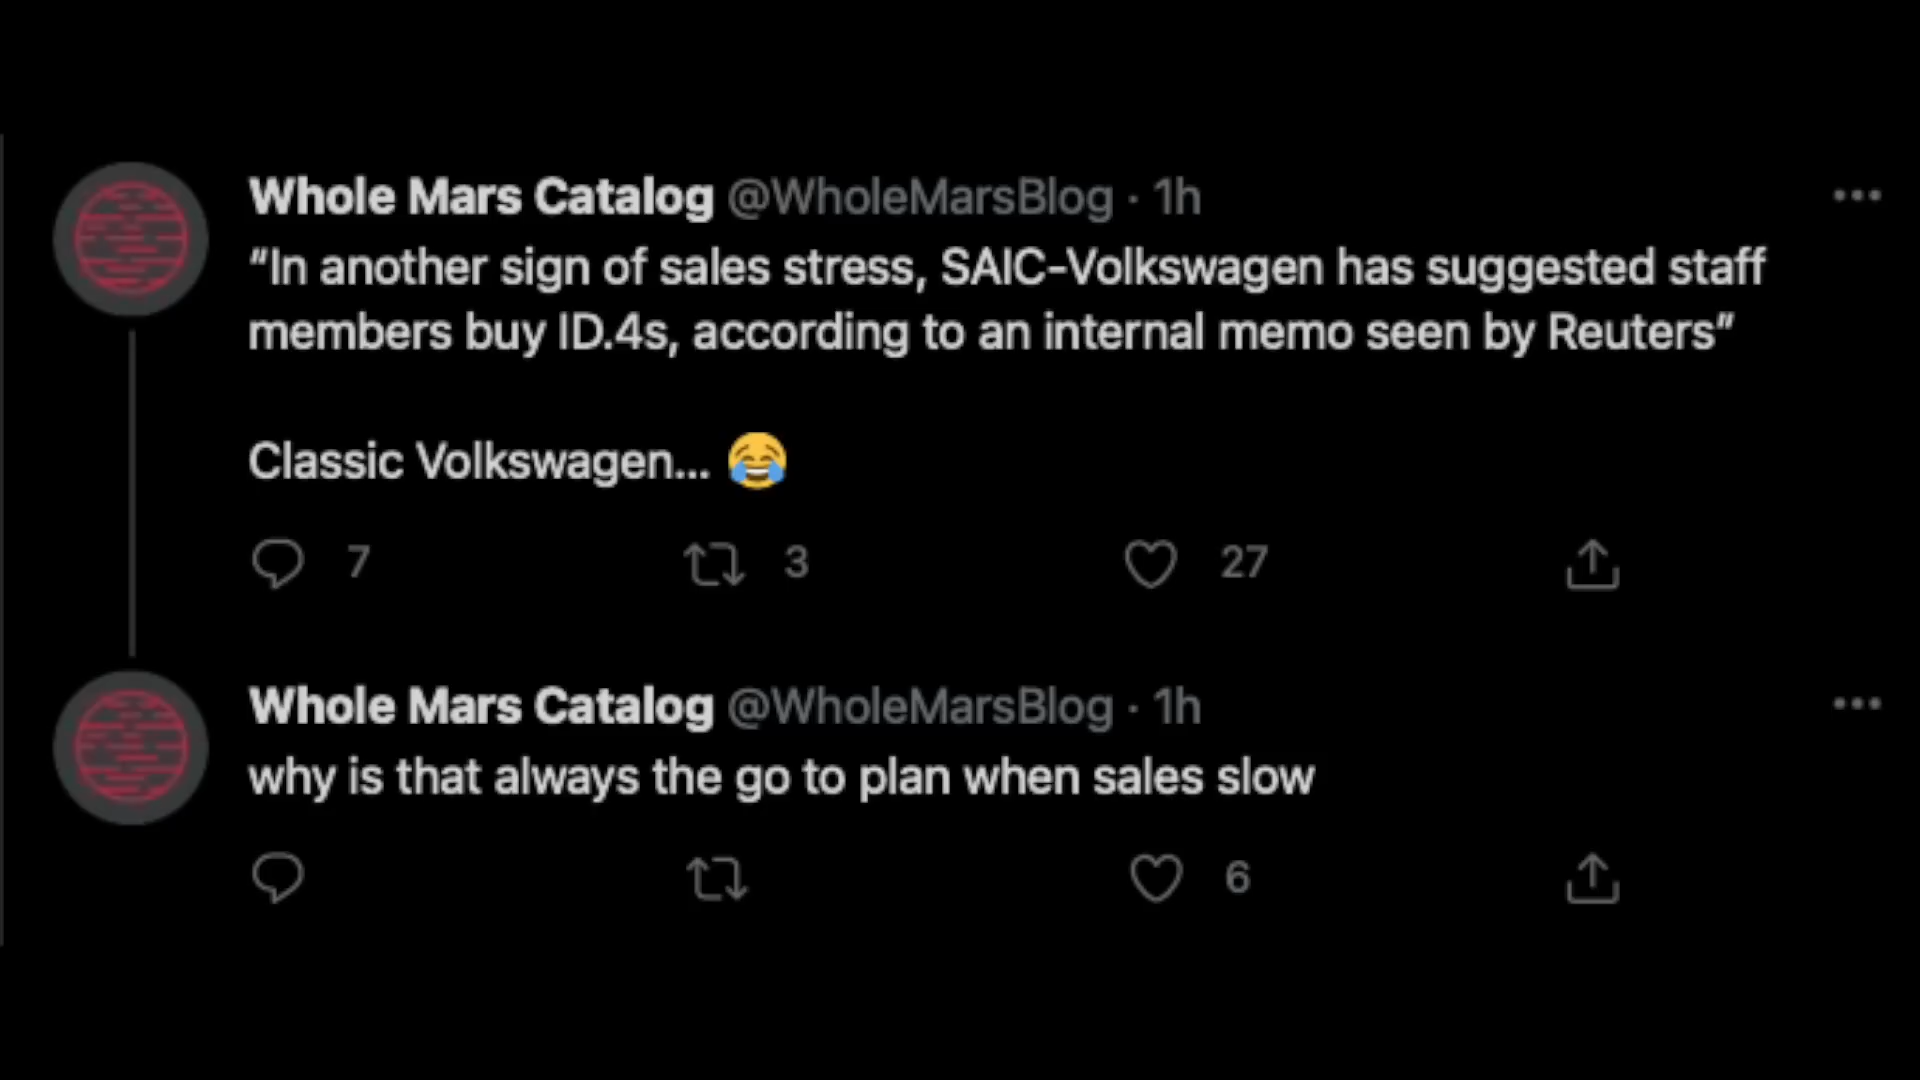 Whole Mars Catalog @WholeMarsBlog · 1h
“In another sign of sales stress, SAIC-Volkswagen has suggested staff
members buy ID.4s, according to an internal memo seen by Reuters”
Classic Volkswagen... 😂
7 3 27
Whole Mars Catalog @WholeMarsBlog · 1h
why is that always the go to plan when sales slow
6